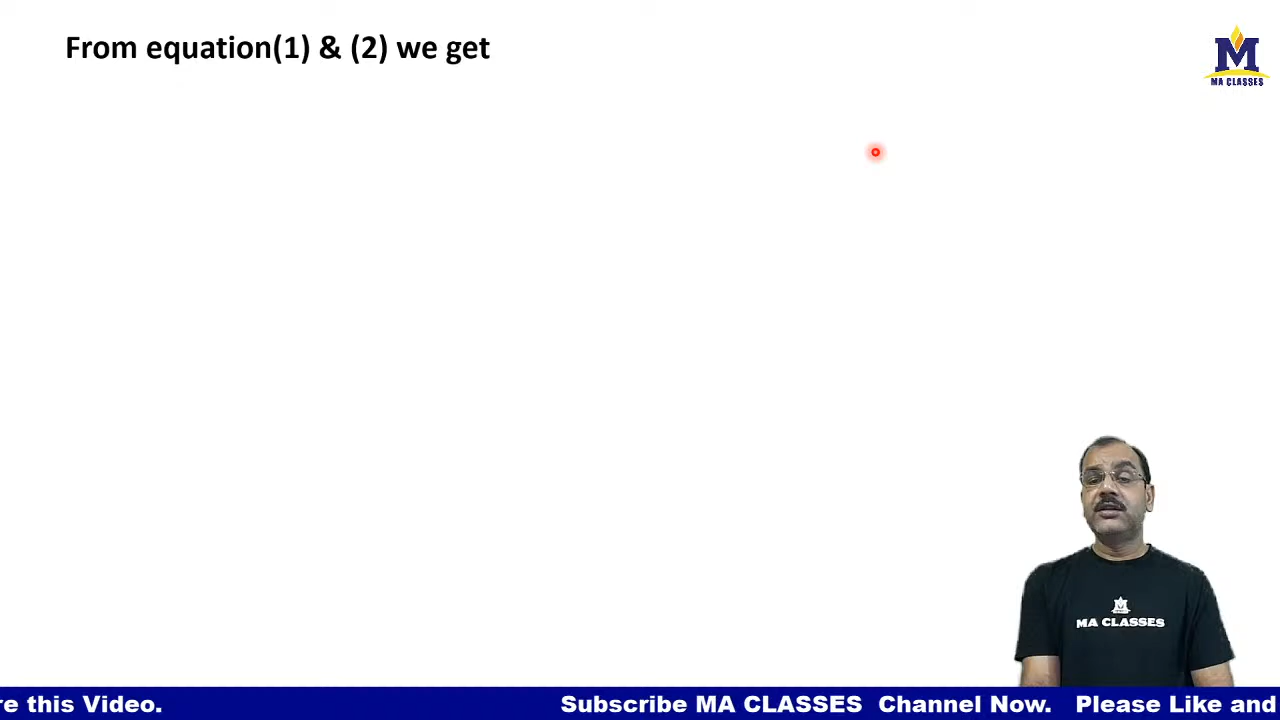 From equation(1) & (2) we get
M
MA CLASSES
MA CLASSES
re this Video. Subscribe MA CLASSES Channel Now. Please Like and